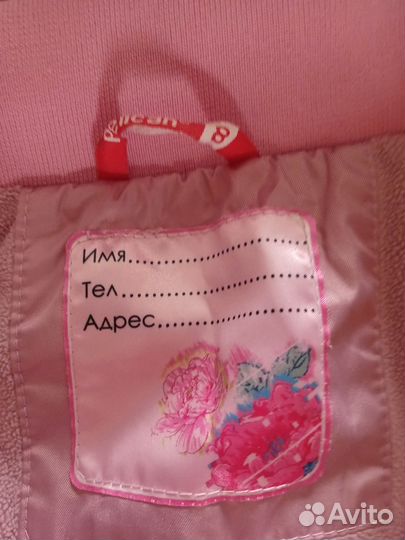 Pelican 8
Имя
Тел
Адрес
Avito